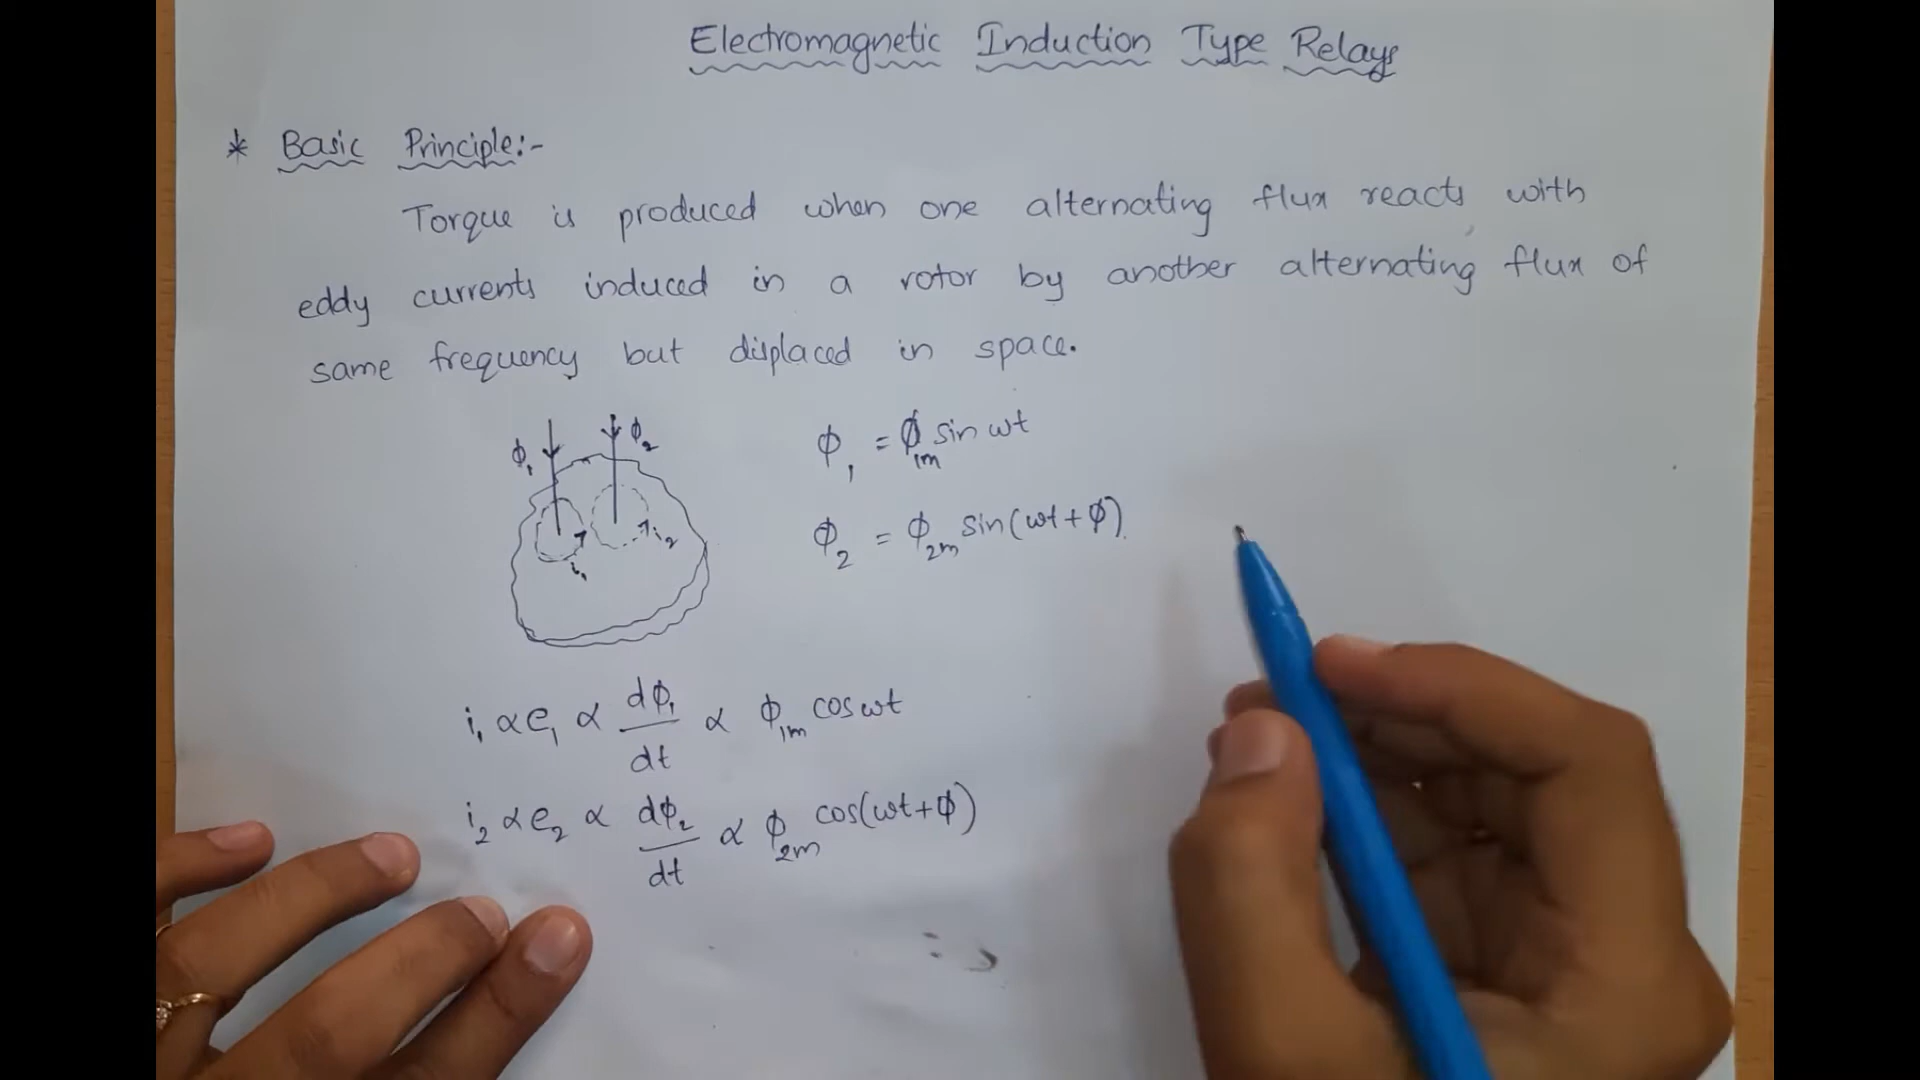 Electromagnetic Induction Type Relays
* Basic Principle:-
Torque is produced when one alternating flux reacts with
eddy currents induced in a rotor by another alternating flux of
same frequency but displaced in space.
ϕ₁ ϕ₂
i₁ i₂
ϕ₁ = ϕ₁m sin ωt
ϕ₂ = ϕ₂m sin(ωt + ϕ)
i₁ ∝ e₁ ∝ dϕ₁/dt ∝ ϕ₁m cos ωt
i₂ ∝ e₂ ∝ dϕ₂/dt ∝ ϕ₂m cos(ωt + ϕ)